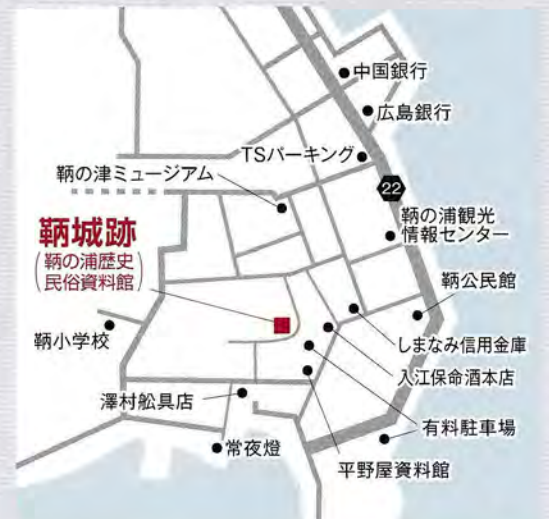 中国銀行
広島銀行
TSパーキング
鞆の津ミュージアム
22
鞆の浦観光
情報センター
鞆城跡
(鞆の浦歴史
民俗資料館)
鞆公民館
鞆小学校
しまなみ信用金庫
入江保命酒本店
澤村舩具店
有料駐車場
常夜燈
平野屋資料館